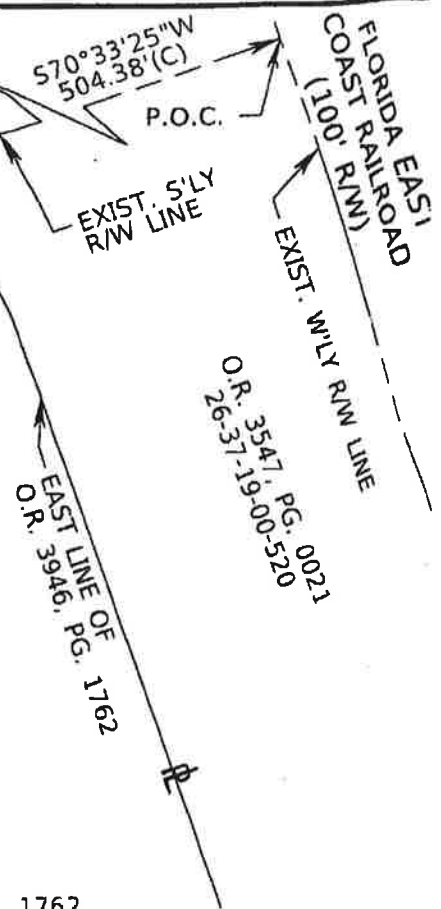 S70°33'25"W
504.38'(C)
P.O.C.
FLORIDA EAST
COAST RAILROAD
(100' R/W)
EXIST. S'LY
R/W LINE
EXIST. W'LY R/W LINE
O.R. 3547, PG. 0021
26-37-19-00-520
EAST LINE OF
O.R. 3946, PG. 1762
PL
1762